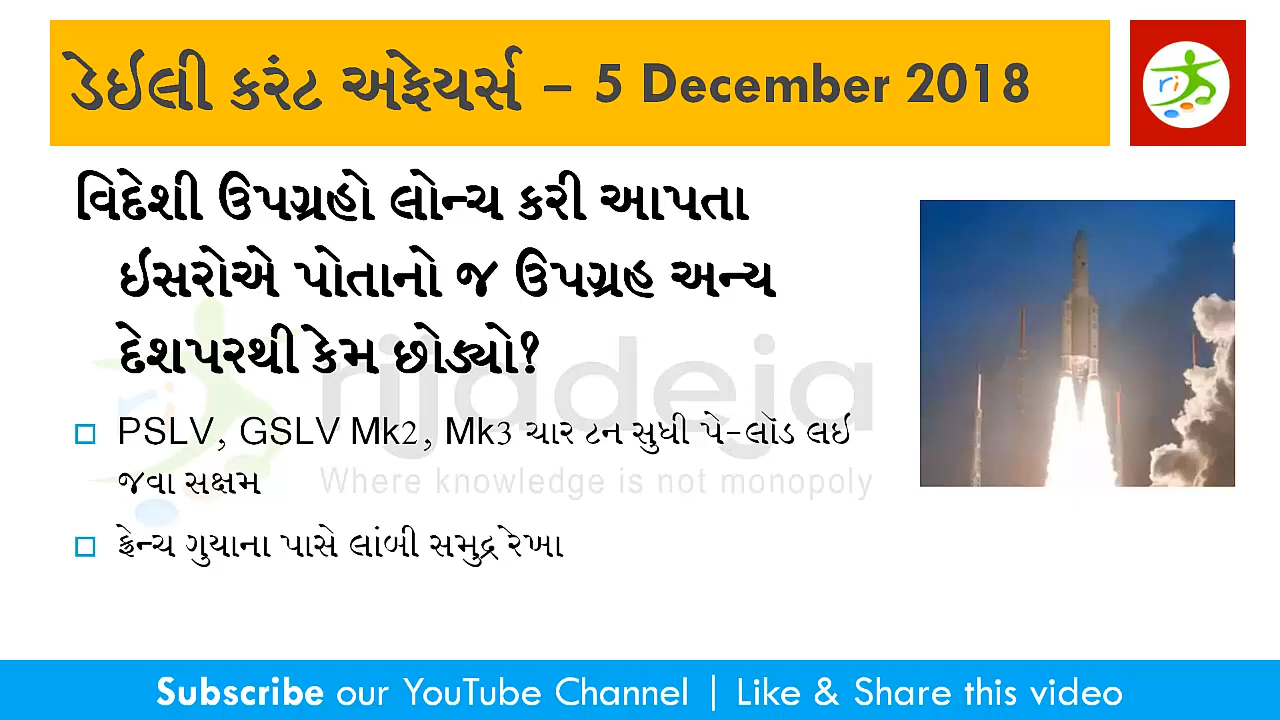 ડેઈલી કરંટ અફેયર્સ – 5 December 2018
ri
વિદેશી ઉપગ્રહો લોન્ચ કરી આપતા
ઈસરોએ પોતાનો જ ઉપગ્રહ અન્ય
દેશપરથી કેમ છોડ્યો?
rijadeja
PSLV, GSLV Mk2, Mk3 ચાર ટન સુધી પે-લૉડ લઇ
જવા સક્ષમ
Where knowledge is not monopoly
ફ્રેન્ચ ગુયાના પાસે લાંબી સમુદ્ર રેખા
Subscribe our YouTube Channel | Like & Share this video